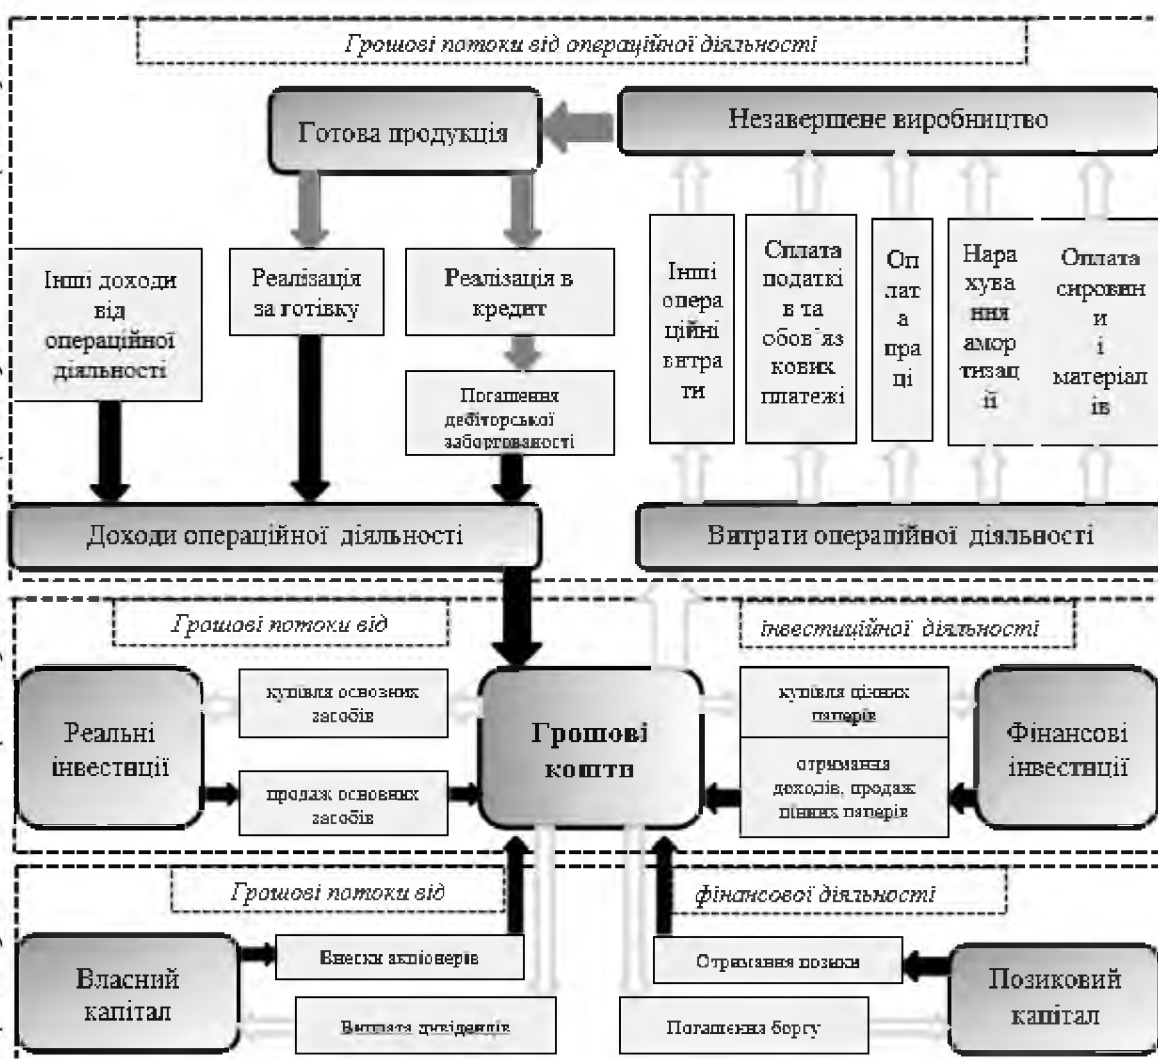 Грошові потоки від операційної діяльності
Готова продукція
Незавершене виробництво
Інші доходи
від
операційної
діяльності
Реалізація
за готівку
Реалізація в
кредит
Погашення
дебіторської
заборгованості
Інші
опера
ційні
витра
ти
Сплата
податкі
в та
обов`яз
кових
платежі
Оп
лат
а
пра
ці
Нара
хува
ння
амор
тизац
ії
Оплата
сировин
и
і
матеріал
ів
Доходи операційної діяльності
Витрати операційної діяльності
Грошові потоки від
інвестиційної діяльності
Реальні
інвестиції
купівля основних
засобів
продаж основних
засобів
Грошові
кошти
купівля цінних
паперів
отримання
доходів, продаж
цінних паперів
Фінансові
інвестиції
Грошові потоки від
фінансової діяльності
Власний
капітал
Внески акціонерів
Виплата дивідендів
Отримання позики
Погашення боргу
Позиковий
капітал